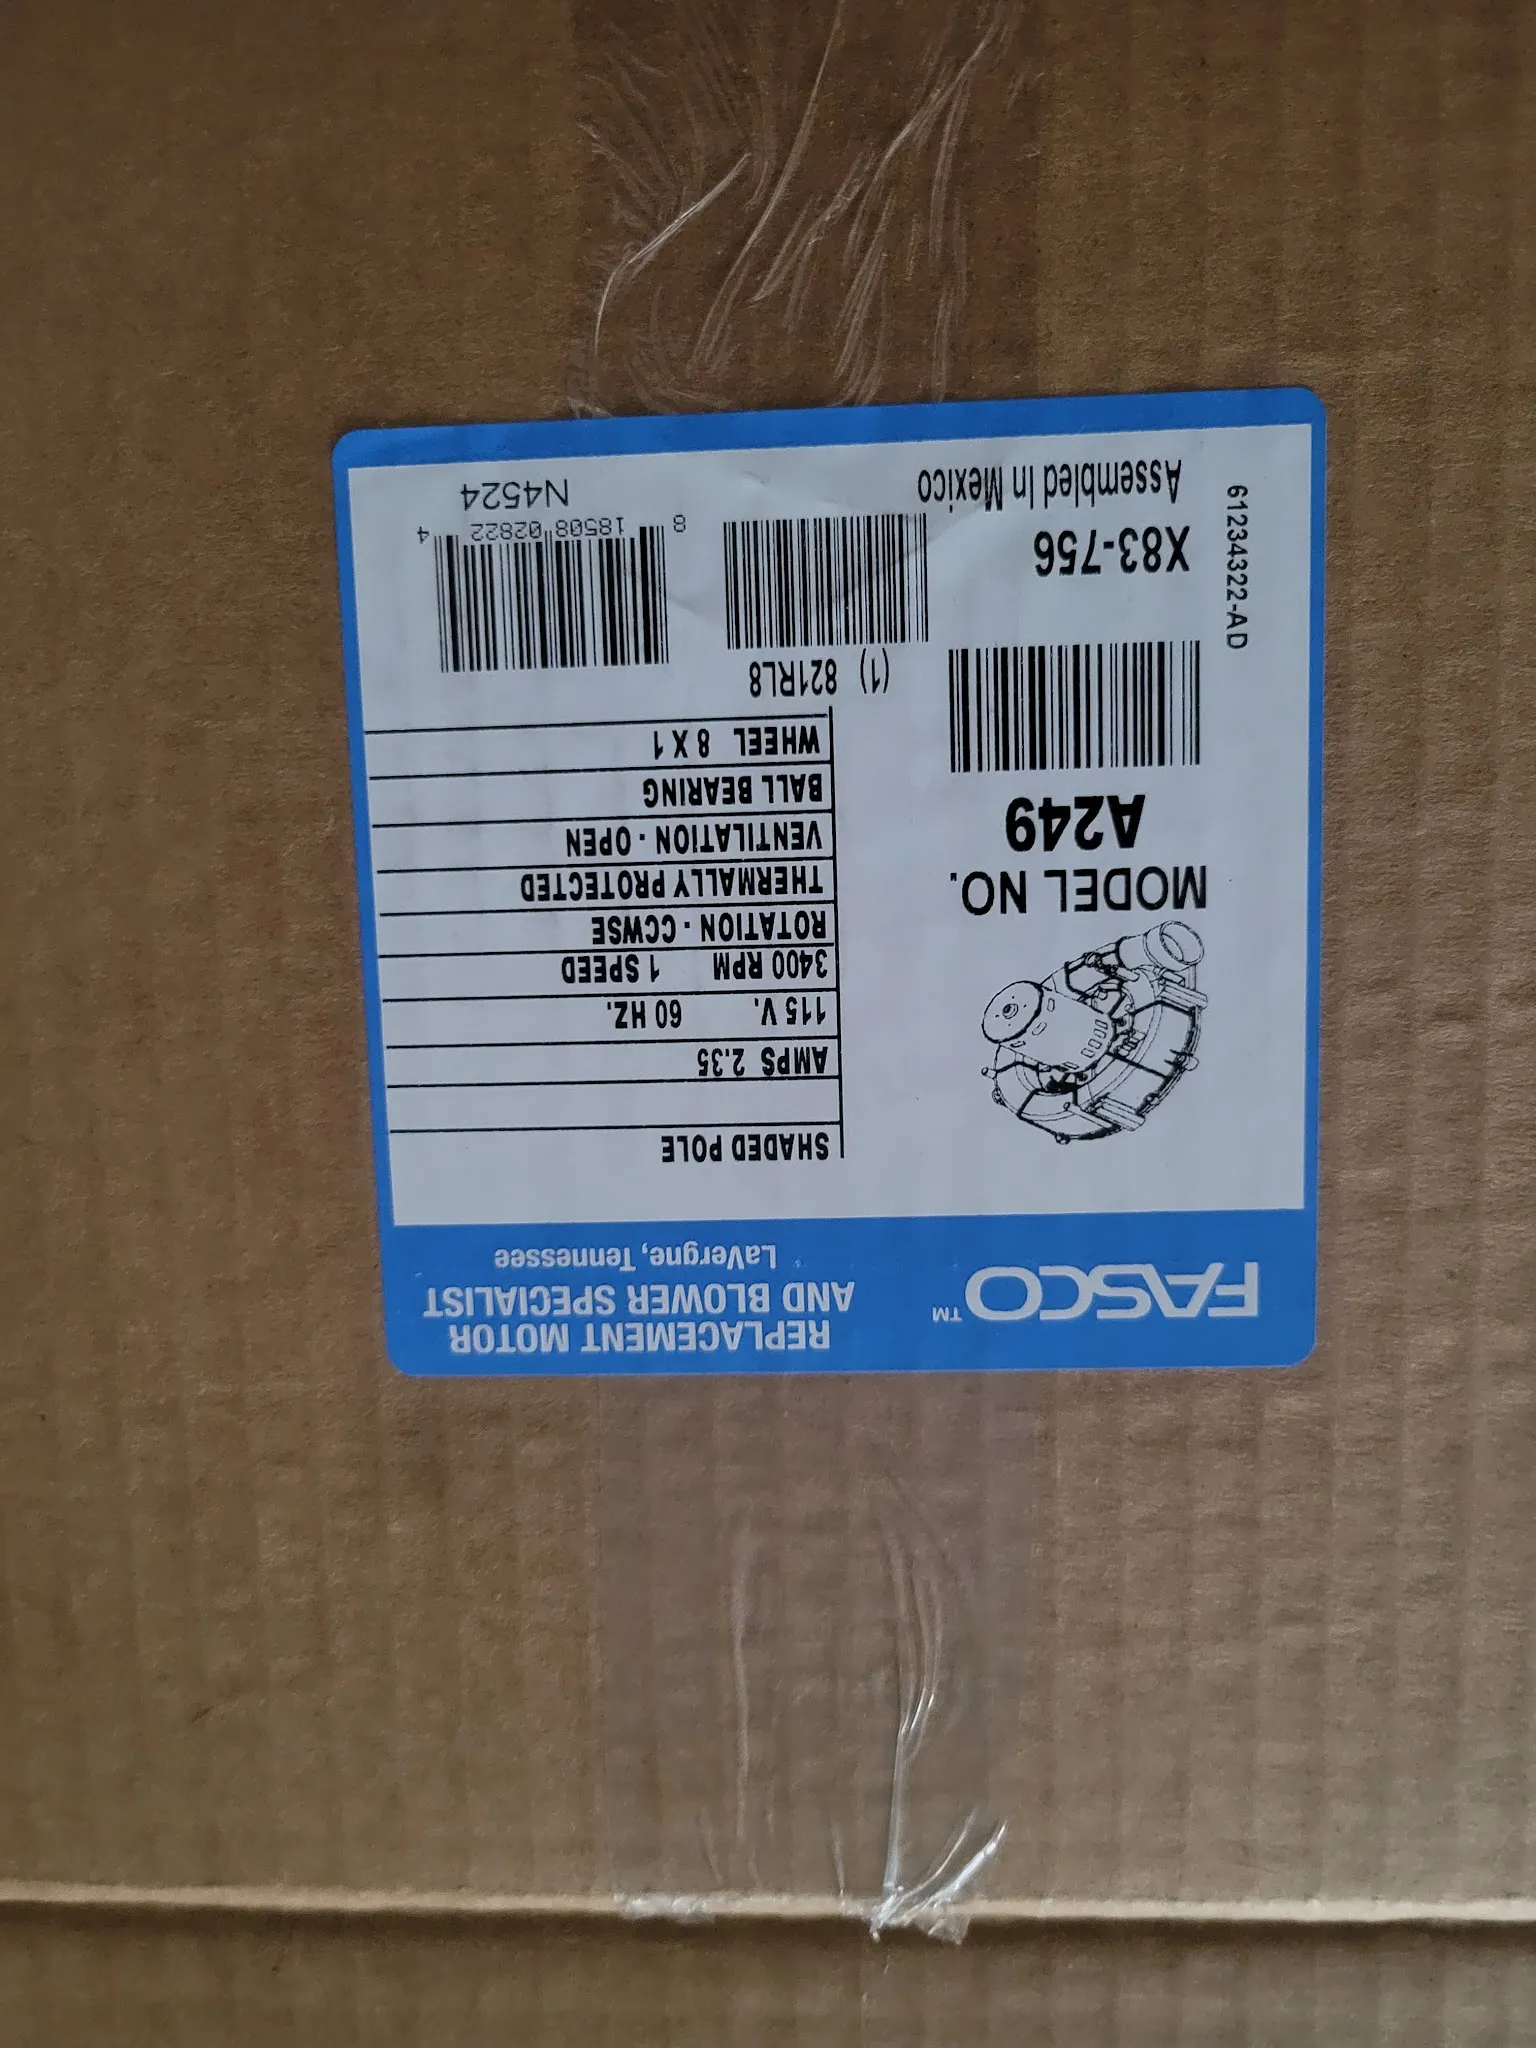 FASCO™
REPLACEMENT MOTOR
AND BLOWER SPECIALIST
LaVergne, Tennessee
MODEL NO.
A249
X83-756
Assembled In Mexico
61234322-AD
SHADED POLE
AMPS 2.35
115 V. 60 HZ.
3400 RPM 1 SPEED
ROTATION - CCWSE
THERMALLY PROTECTED
VENTILATION - OPEN
BALL BEARING
WHEEL 8 X 1
(1) 821RL8
8 18508 02822 4
N4524